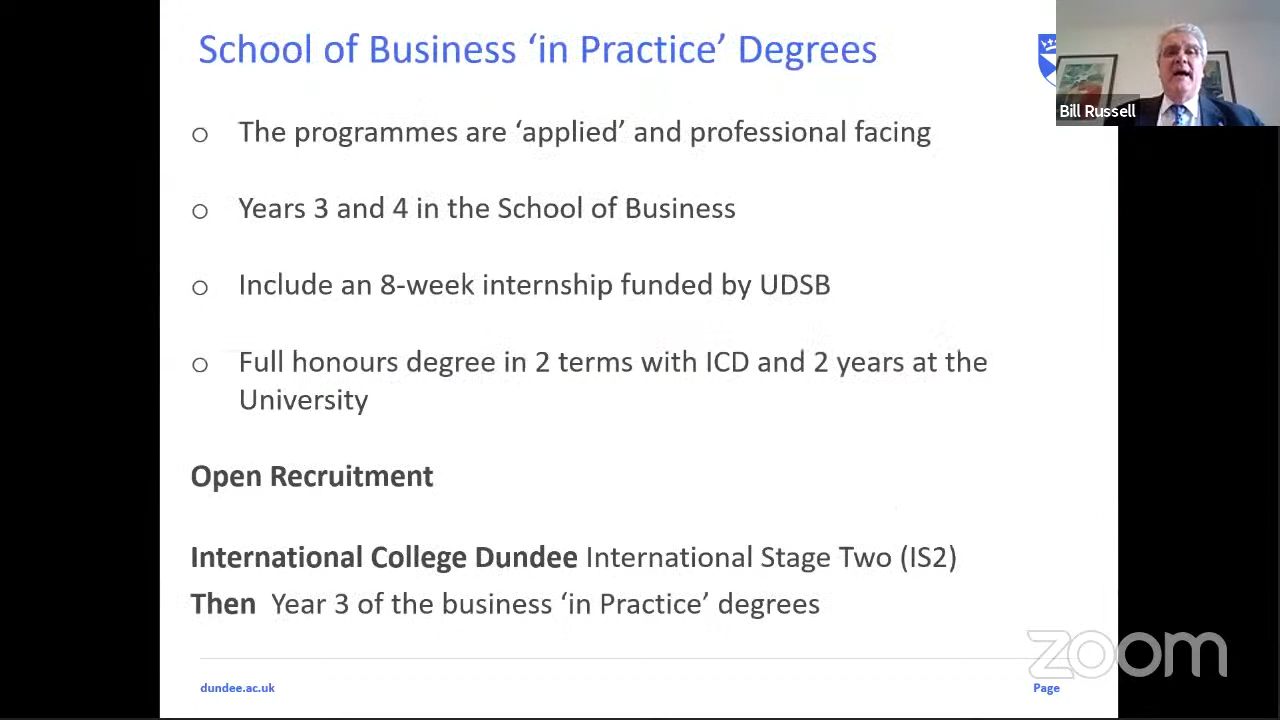 School of Business ‘in Practice’ Degrees
Bill Russell
o The programmes are ‘applied’ and professional facing
o Years 3 and 4 in the School of Business
o Include an 8-week internship funded by UDSB
o Full honours degree in 2 terms with ICD and 2 years at the
University
Open Recruitment
International College Dundee International Stage Two (IS2)
Then Year 3 of the business ‘in Practice’ degrees
zoom
dundee.ac.uk
Page